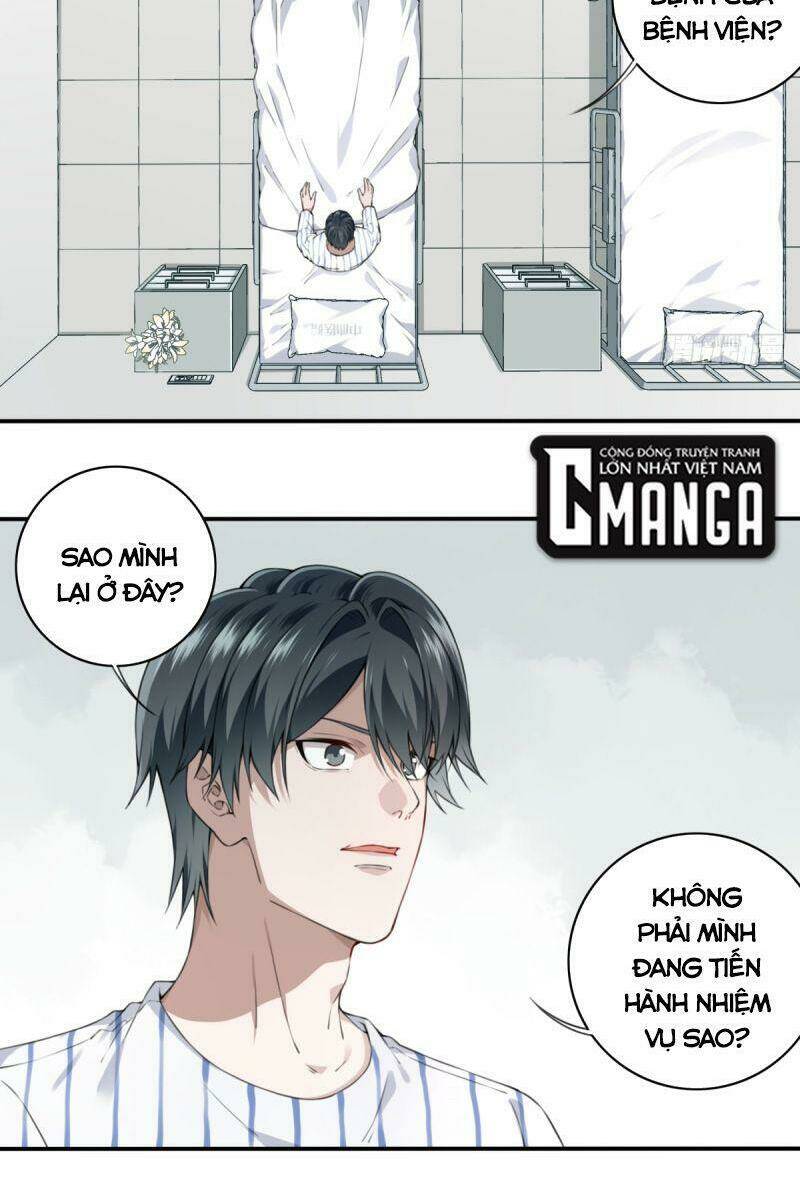 BỆNH VIỆN?
CỘNG ĐỒNG TRUYỆN TRANH
LỚN NHẤT VIỆT NAM
CMANGA
SAO MÌNH
LẠI Ở ĐÂY?
KHÔNG
PHẢI MÌNH
ĐANG TIẾN
HÀNH NHIỆM
VỤ SAO?